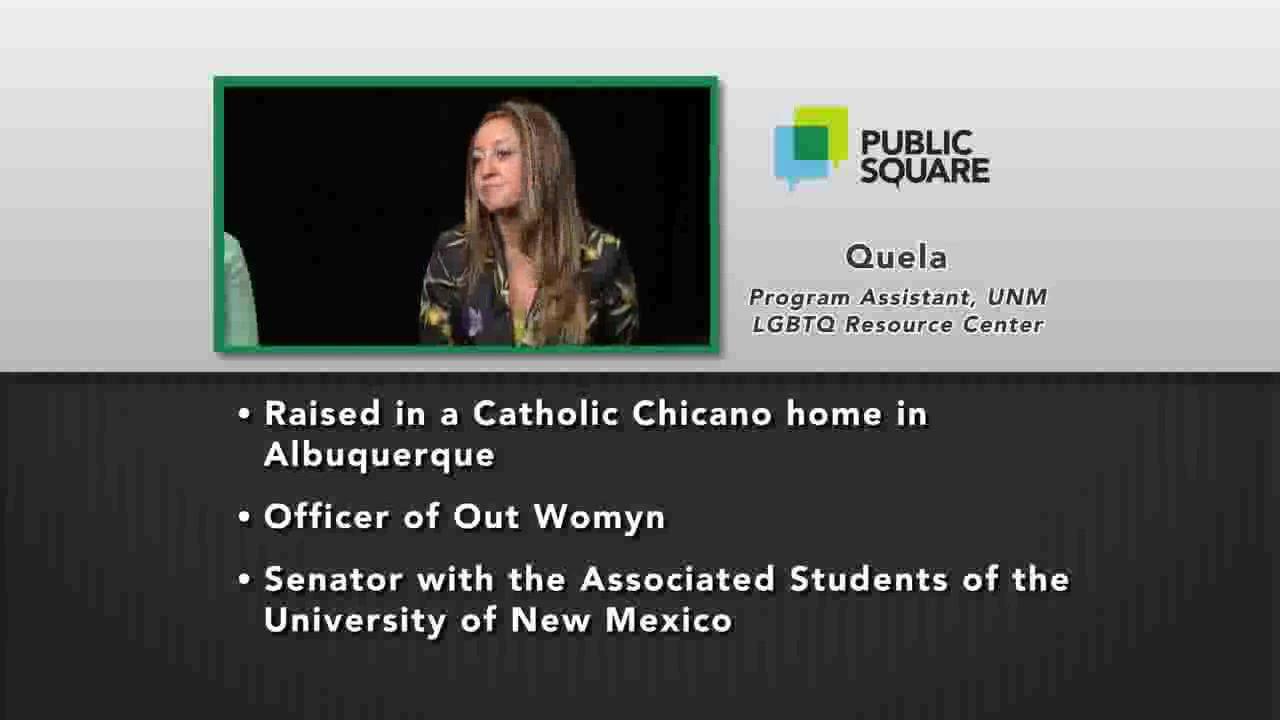 PUBLIC
SQUARE
Quela
Program Assistant, UNM
LGBTQ Resource Center
• Raised in a Catholic Chicano home in
Albuquerque
• Officer of Out Womyn
• Senator with the Associated Students of the
University of New Mexico